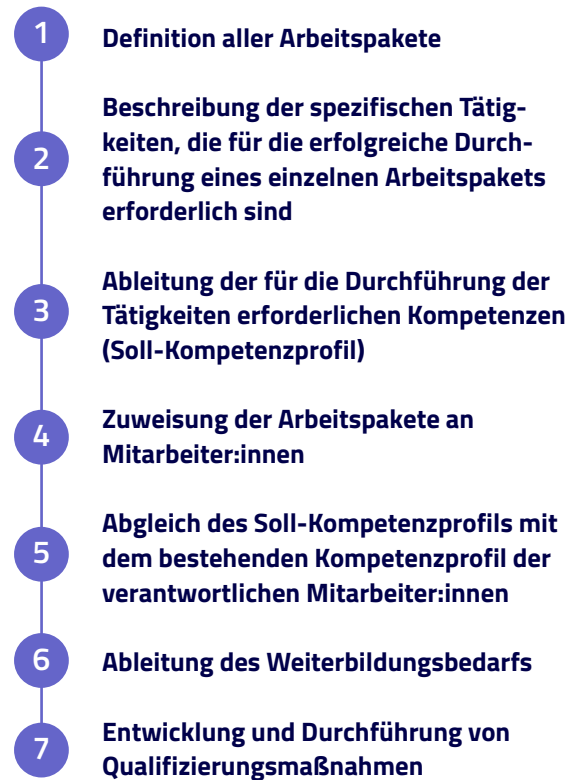 1
Definition aller Arbeitspakete
2
Beschreibung der spezifischen Tätig-
keiten, die für die erfolgreiche Durch-
führung eines einzelnen Arbeitspakets
erforderlich sind
3
Ableitung der für die Durchführung der
Tätigkeiten erforderlichen Kompetenzen
(Soll-Kompetenzprofil)
4
Zuweisung der Arbeitspakete an
Mitarbeiter:innen
5
Abgleich des Soll-Kompetenzprofils mit
dem bestehenden Kompetenzprofil der
verantwortlichen Mitarbeiter:innen
6
Ableitung des Weiterbildungsbedarfs
7
Entwicklung und Durchführung von
Qualifizierungsmaßnahmen